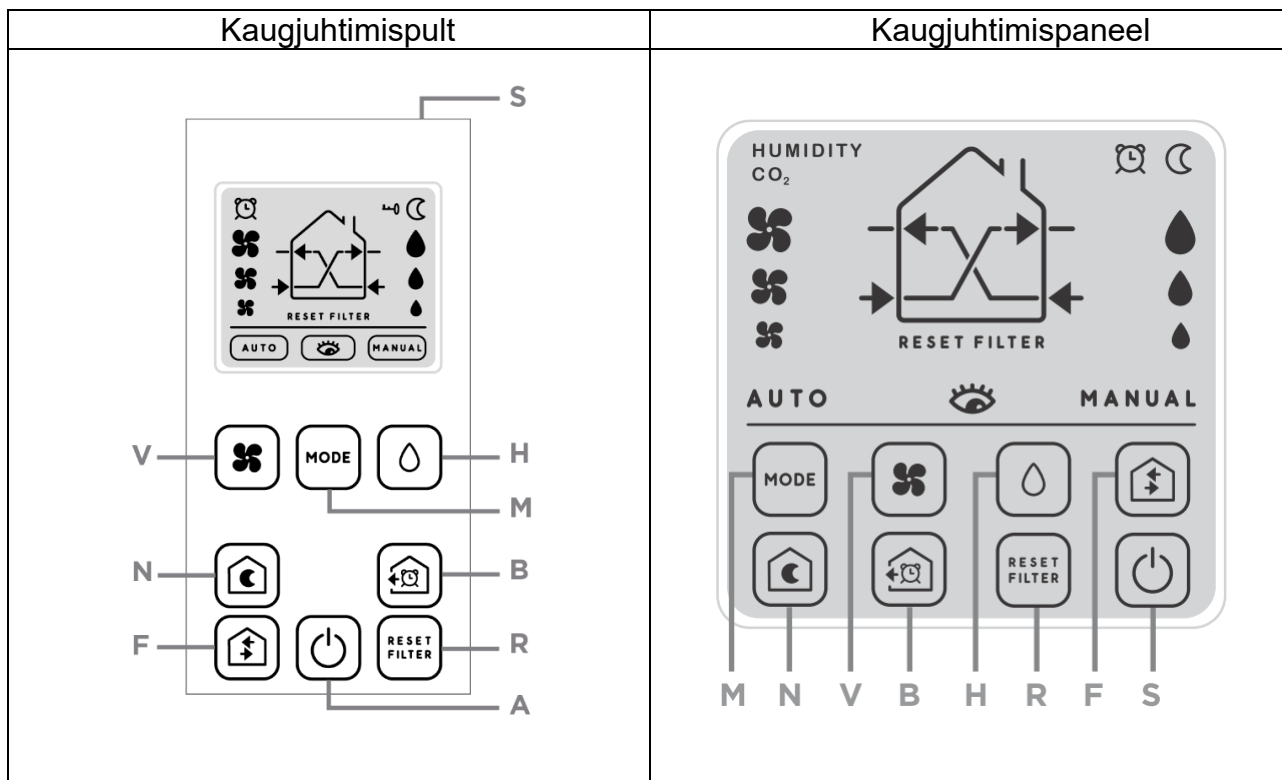 Kaugjuhtimispult
Kaugjuhtimispaneel
S
RESET FILTER
AUTO MANUAL
V
MODE
H
M
N
B
F
RESET
FILTER
R
A
HUMIDITY
CO₂
RESET FILTER
AUTO MANUAL
MODE
RESET
FILTER
M N V B H R F S